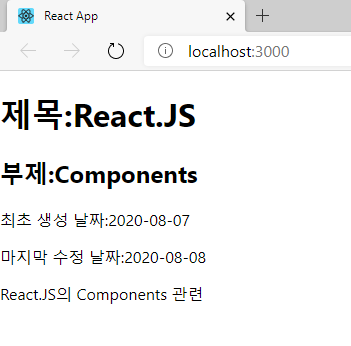 React App
localhost:3000
제목:React.JS
부제:Components
최초 생성 날짜:2020-08-07
마지막 수정 날짜:2020-08-08
React.JS의 Components 관련